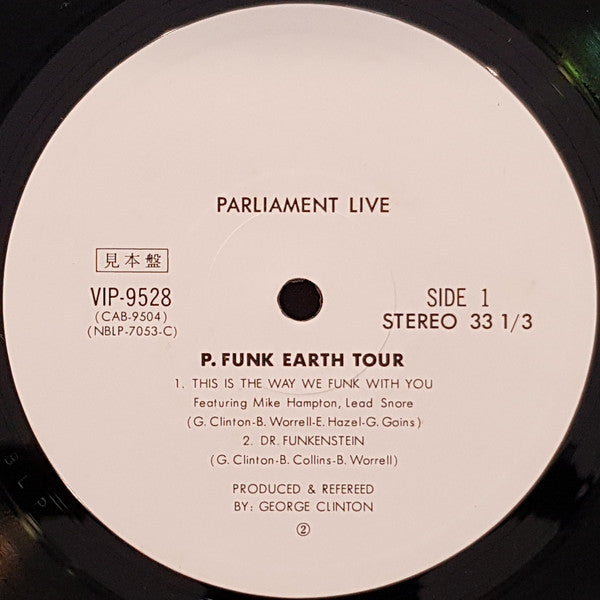 PARLIAMENT LIVE
見本盤
VIP-9528
(CAB-9504)
(NBLP-7053-C)
SIDE 1
STEREO 33 1/3
P. FUNK EARTH TOUR
1. THIS IS THE WAY WE FUNK WITH YOU
Featuring Mike Hampton, Lead Snore
(G. Clinton-B. Worrell-E. Hazel-G. Goins)
2. DR. FUNKENSTEIN
(G. Clinton-B. Collins-B. Worrell)
PRODUCED & REFEREED
BY: GEORGE CLINTON
②